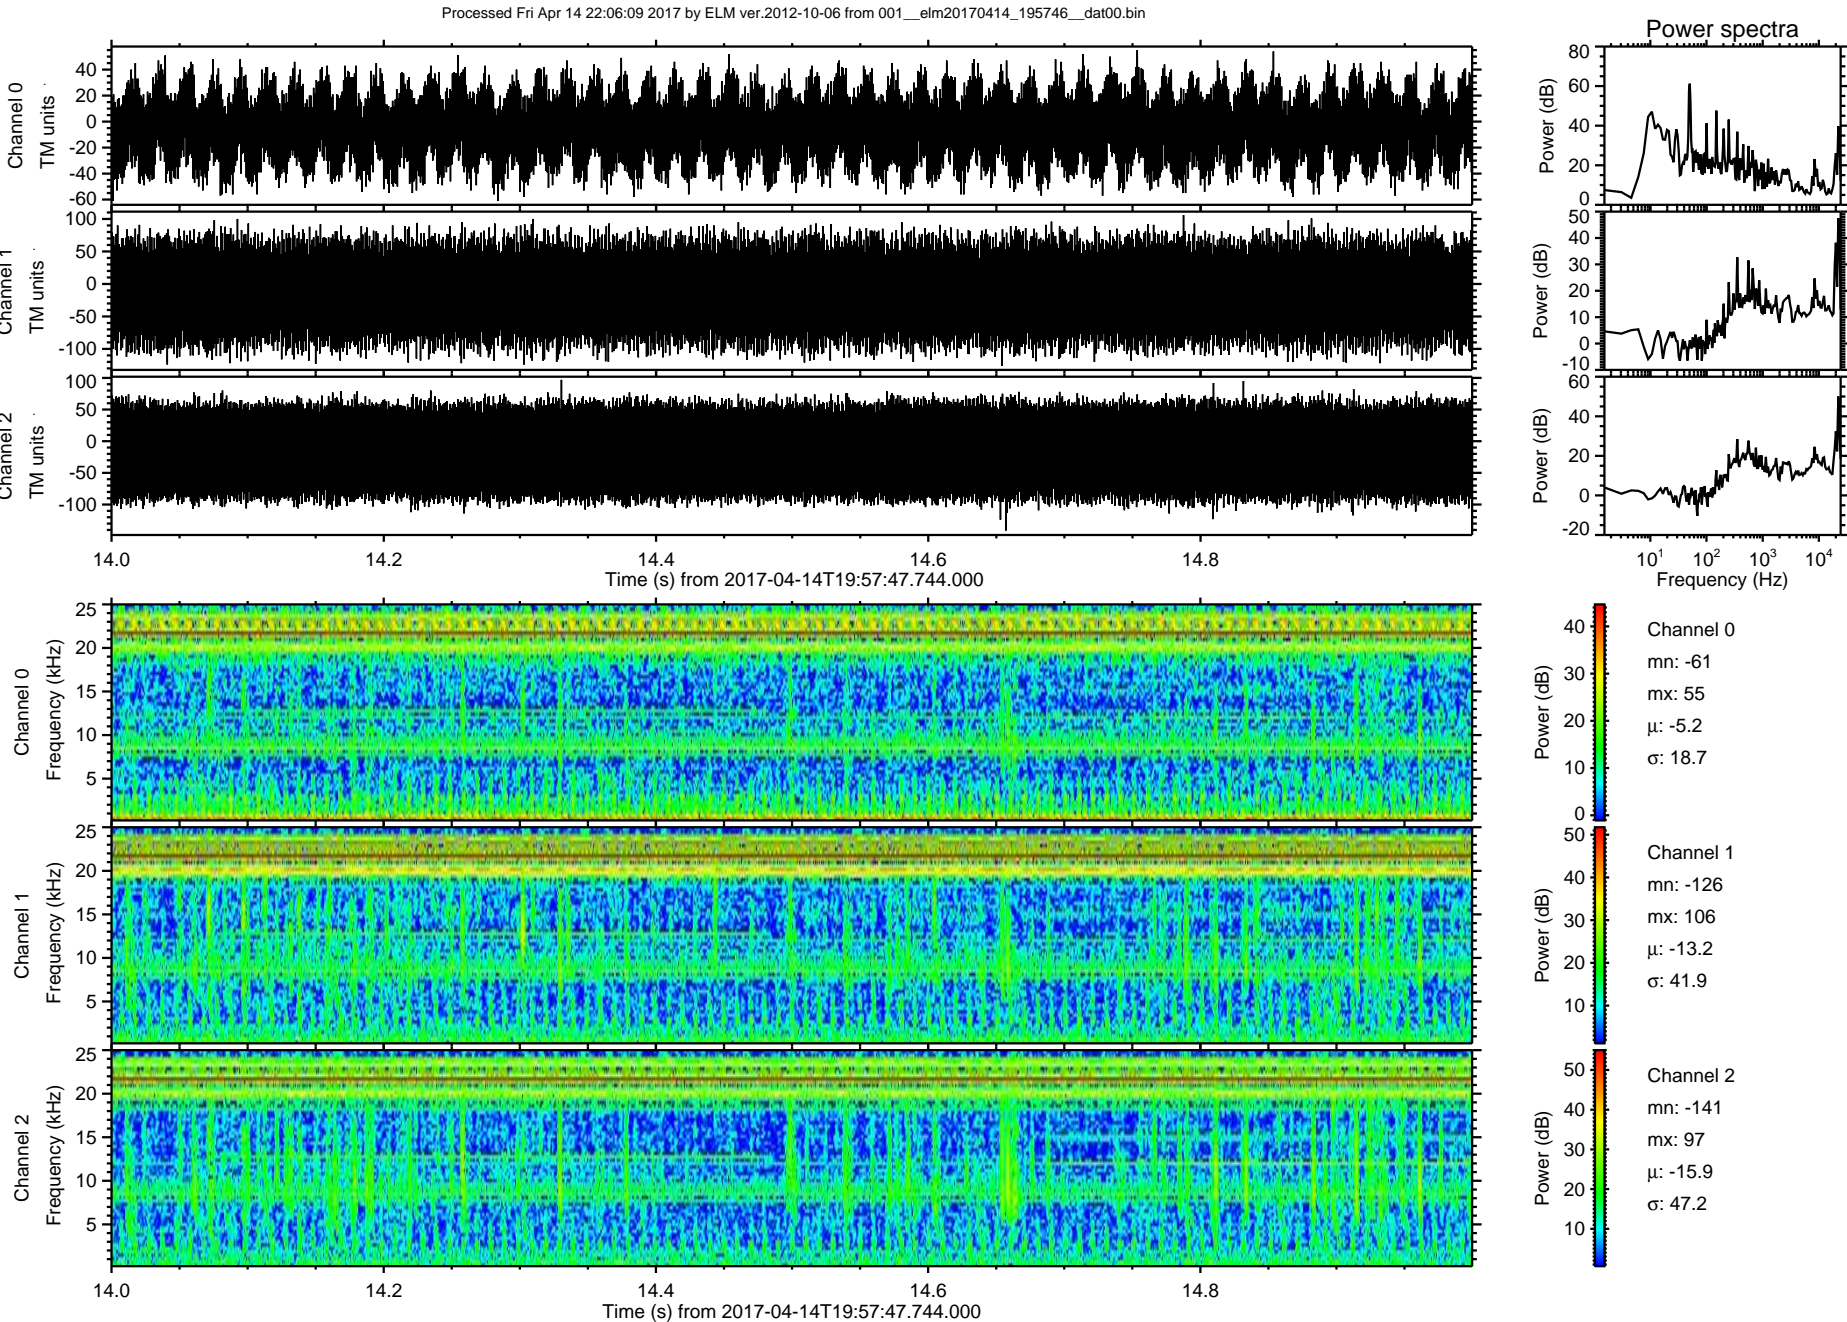 Processed Fri Apr 14 22:06:09 2017 by ELM ver.2012-10-06 from 001__elm20170414_195746__dat00.bin
Power spectra
Channel 0
TM units
40
20
0
-20
-40
-60
Power (dB)
80
60
40
20
0
Channel 1
TM units
100
50
0
-50
-100
Power (dB)
50
40
30
20
10
0
-10
Channel 2
TM units
100
50
0
-50
-100
Power (dB)
60
40
20
0
-20
14.0 14.2 14.4 14.6 14.8
Time (s) from 2017-04-14T19:57:47.744.000
10^1 10^2 10^3 10^4
Frequency (Hz)
Channel 0
Frequency (kHz)
25
20
15
10
5
Power (dB)
40
30
20
10
0
Channel 0
mn: -61
mx: 55
μ: -5.2
σ: 18.7
Channel 1
Frequency (kHz)
25
20
15
10
5
Power (dB)
50
40
30
20
10
Channel 1
mn: -126
mx: 106
μ: -13.2
σ: 41.9
Channel 2
Frequency (kHz)
25
20
15
10
5
Power (dB)
50
40
30
20
10
Channel 2
mn: -141
mx: 97
μ: -15.9
σ: 47.2
14.0 14.2 14.4 14.6 14.8
Time (s) from 2017-04-14T19:57:47.744.000